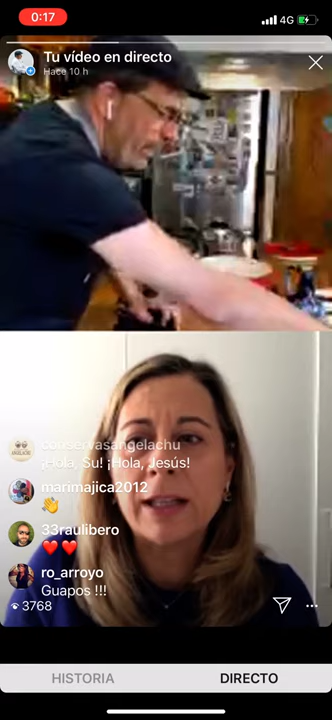 0:17
4G
Tu vídeo en directo
Hace 10 h
conservasangelachu
¡Hola, Su! ¡Hola, Jesús!
marimajica2012
👋
33raulibero
❤️❤️
ro_arroyo
Guapos !!!
3768
HISTORIA
DIRECTO